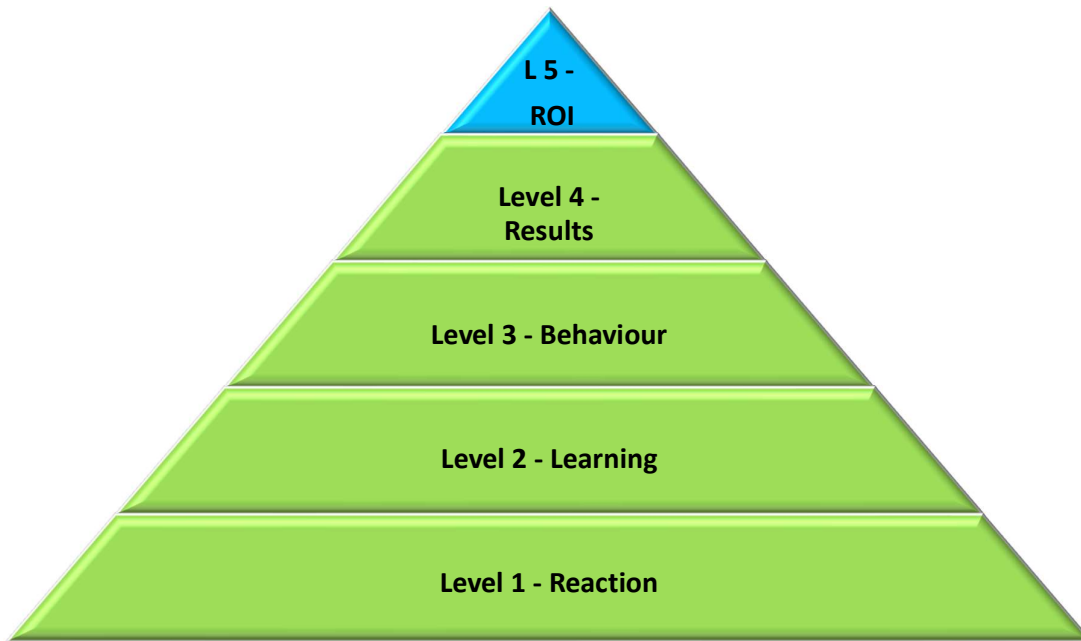 L 5 -
ROI
Level 4 -
Results
Level 3 - Behaviour
Level 2 - Learning
Level 1 - Reaction